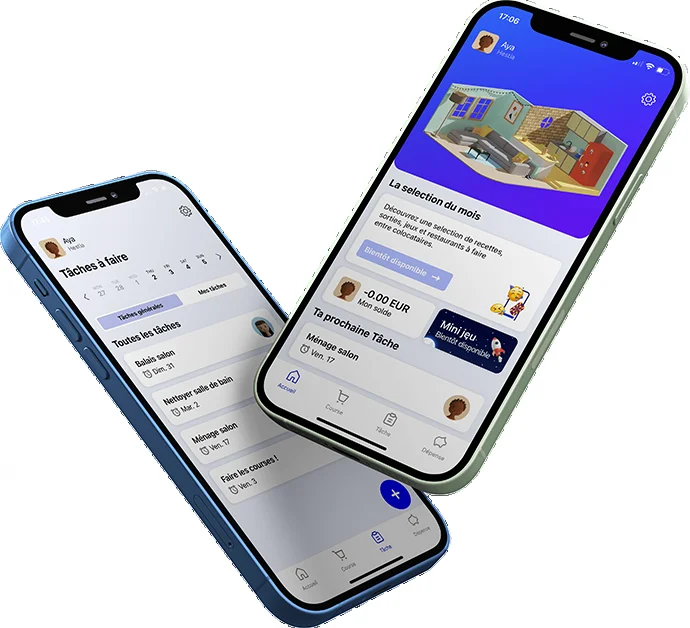 17:06
Aya
Hestia
La selection du mois
Découvrez une selection de recettes,
sorties, jeux et restaurants à faire
entre colocataires.
Bientôt disponible →
-0.00 EUR
Mon solde
Mini jeu
Bientôt disponible
Ta prochaine Tâche
Ménage salon
Ven. 17
Accueil
Course
Tâche
Dépense
Aya
Hestia
Tâches à faire
27 28 1 2 3 4 5
Tâches générales
Mes tâches
Toutes les tâches
Balais salon
Dim. 31
Nettoyer salle de bain
Mar. 2
Ménage salon
Ven. 17
Faire les courses !
Ven. 3
Accueil
Course
Tâche
Dépense